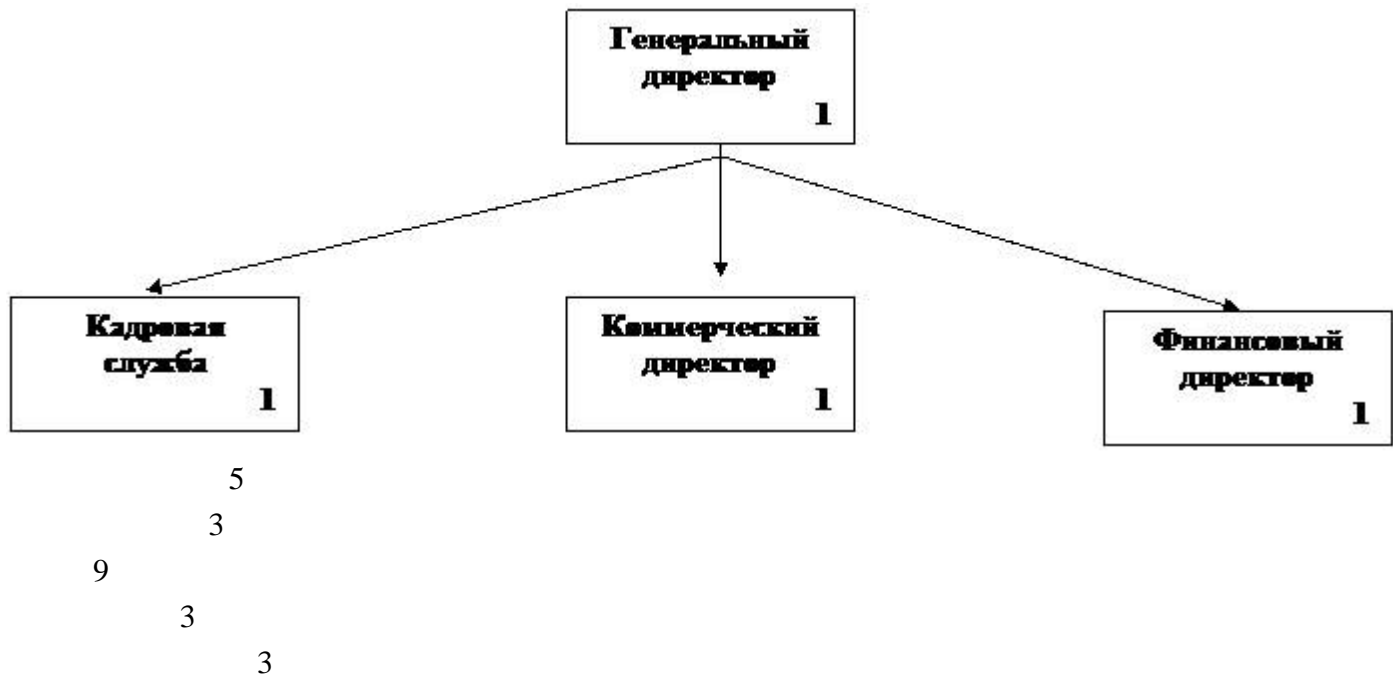 Генеральный
директор
1
Кадровая
служба
1
Коммерческий
директор
1
Финансовый
директор
1
5
3
9
3
3